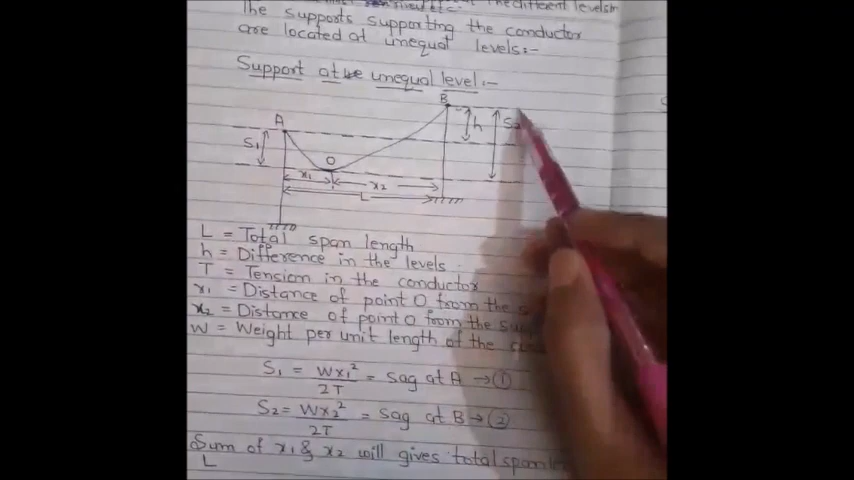 The different levels
The supports supporting the conductor
are located at unequal levels:-
Support at unequal level:-
B
A
h
S2
S1
O
x1
x2
L
L = Total span length
h = Difference in the levels
T = Tension in the conductor
x1 = Distance of point O from the
x2 = Distance of point O from the
W = Weight per unit length of the
S1 = Wx1²/2T = Sag at A → ①
S2 = Wx2²/2T = Sag at B → ②
Sum of x1 & x2 will gives total span
L